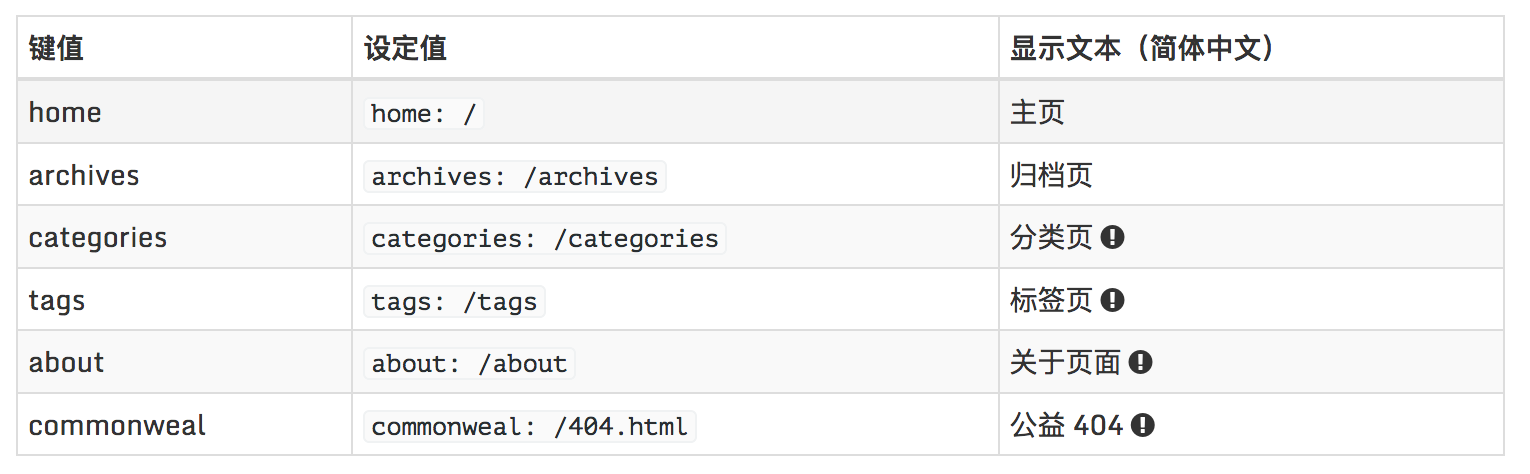 键值 设定值 显示文本（简体中文）
home home: / 主页
archives archives: /archives 归档页
categories categories: /categories 分类页
tags tags: /tags 标签页
about about: /about 关于页面
commonweal commonweal: /404.html 公益 404